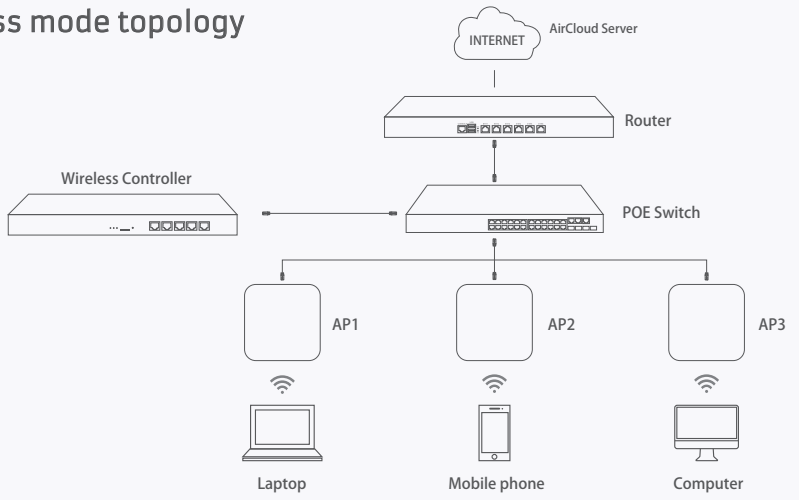 ss mode topology
INTERNET
AirCloud Server
Router
Wireless Controller
POE Switch
AP1
AP2
AP3
Laptop
Mobile phone
Computer